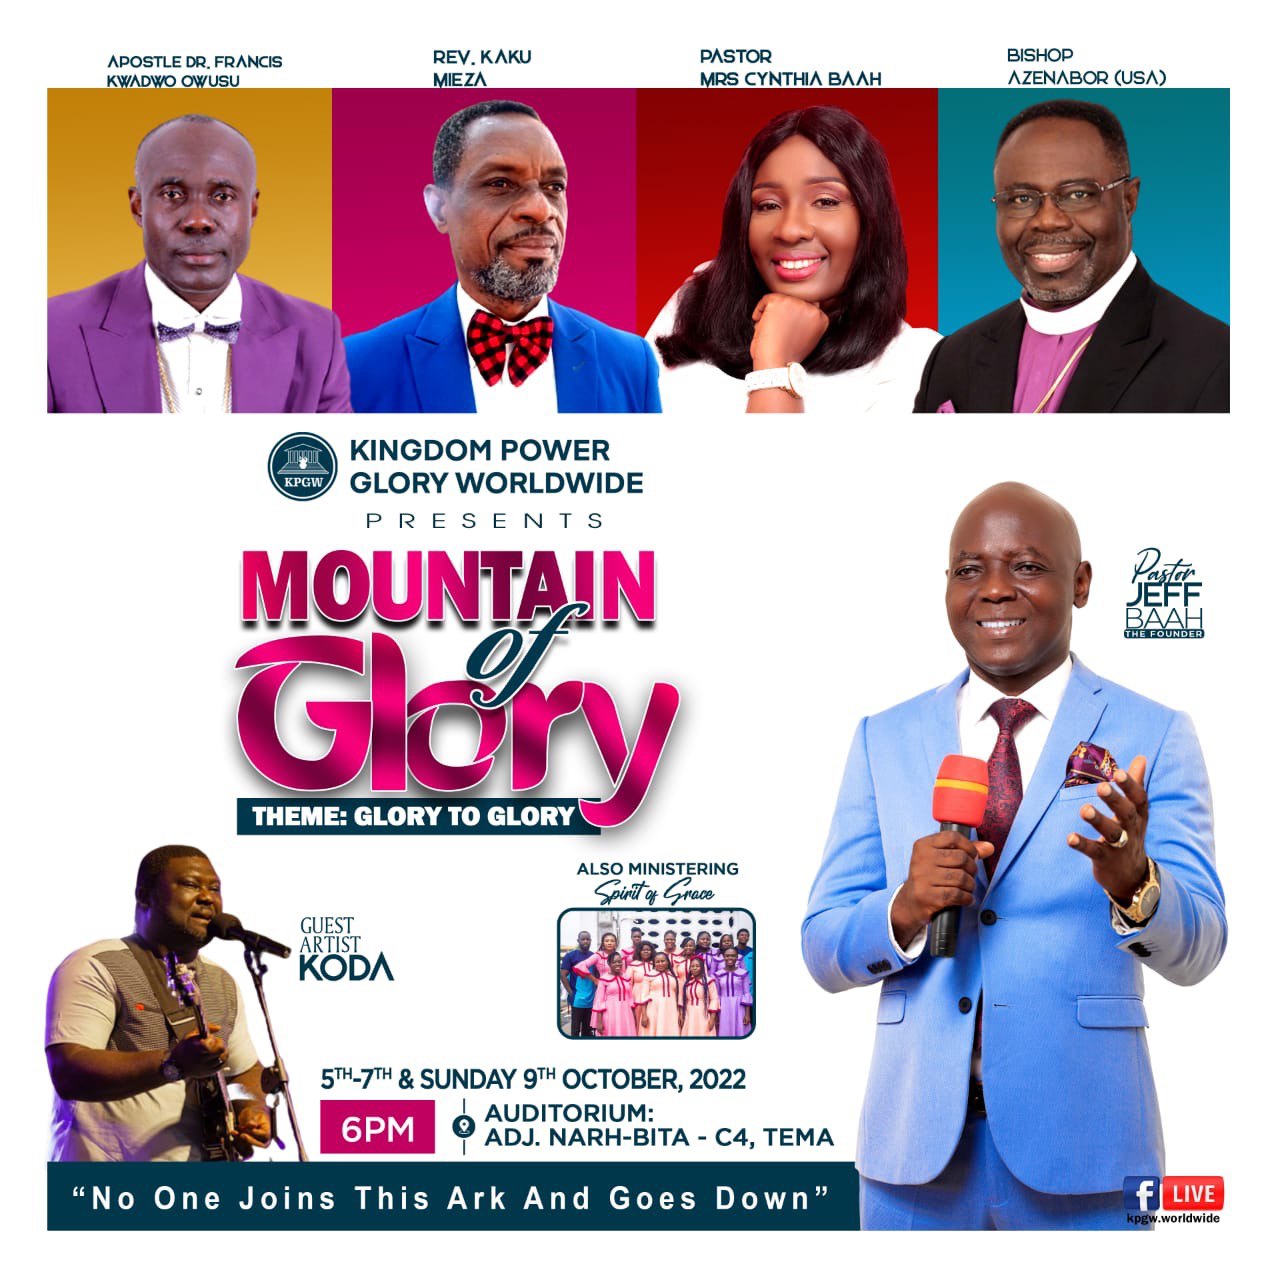 APOSTLE DR. FRANCIS
KWADWO OWUSU
REV. KAKU
MIEZA
PASTOR
MRS CYNTHIA BAAH
BISHOP
AZENABOR (USA)
KPGW
KINGDOM POWER
GLORY WORLDWIDE
PRESENTS
MOUNTAIN
of
Glory
THEME: GLORY TO GLORY
Pastor
JEFF
BAAH
THE FOUNDER
GUEST
ARTIST
KODA
ALSO MINISTERING
Spirit of Grace
5TH-7TH & SUNDAY 9TH OCTOBER, 2022
6PM
AUDITORIUM:
ADJ. NARH-BITA - C4, TEMA
“No One Joins This Ark And Goes Down”
f LIVE
kpgw.worldwide